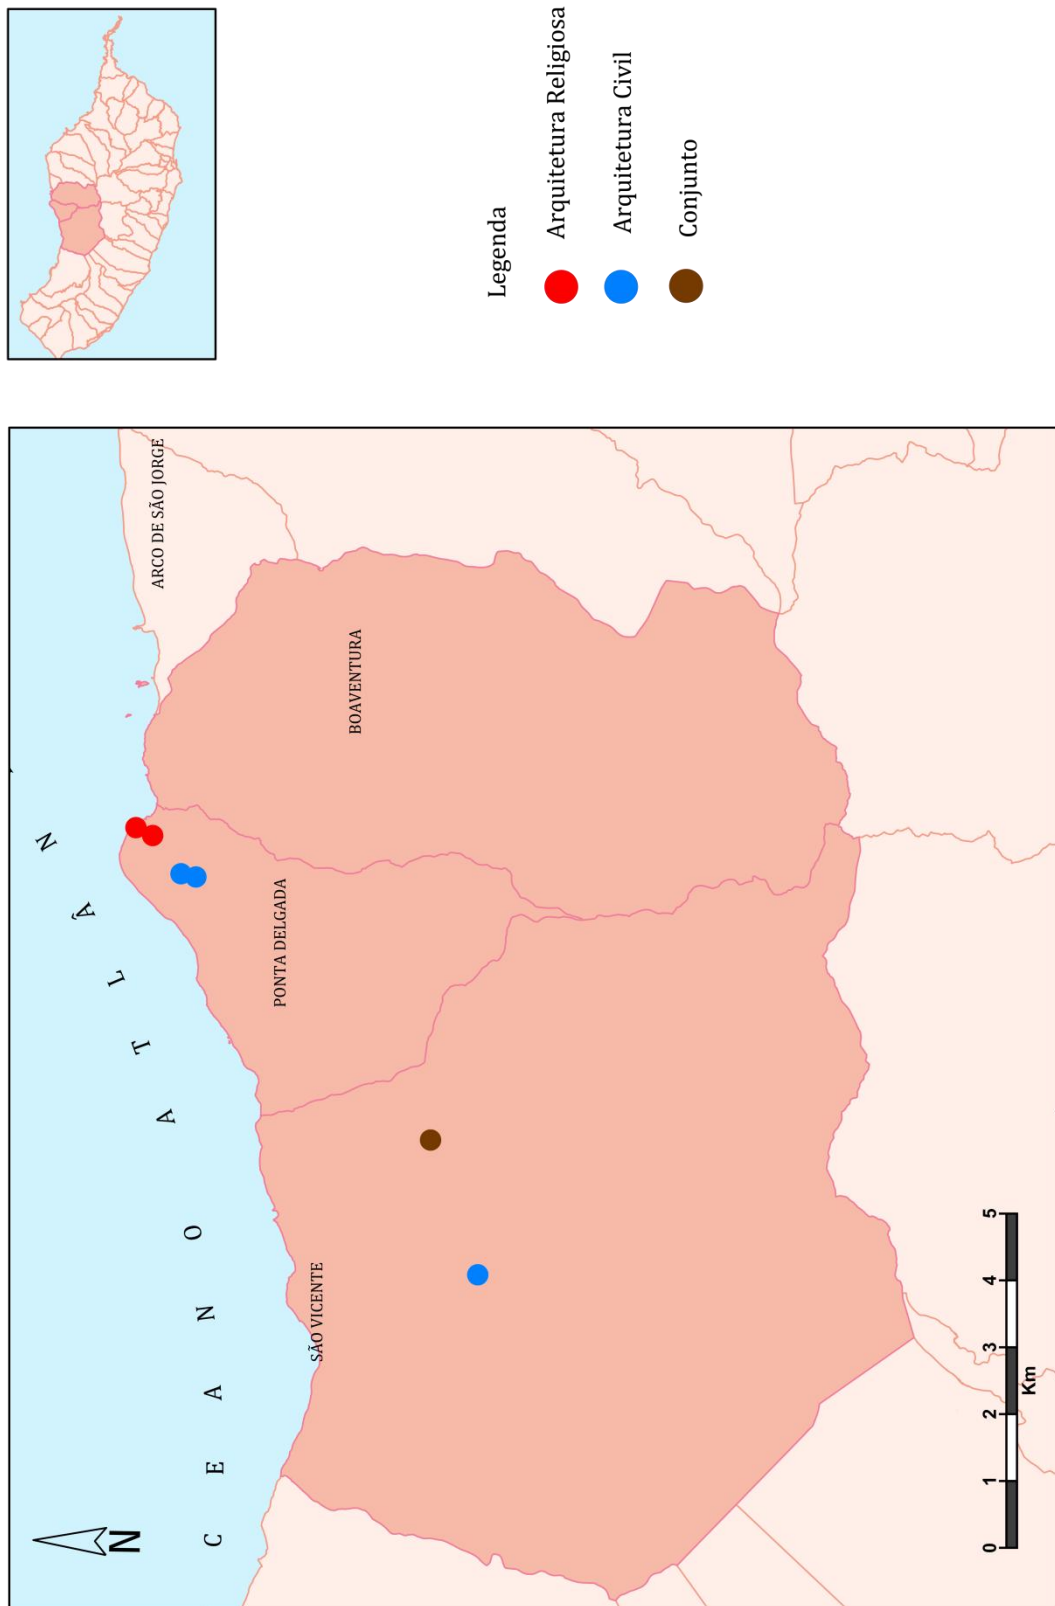 Legenda
Arquitetura Religiosa
Arquitetura Civil
Conjunto
C E A N O A T L Â N
ARCO DE SÃO JORGE
BOAVENTURA
PONTA DELGADA
SÃO VICENTE
N
0 1 2 3 4 5
Km